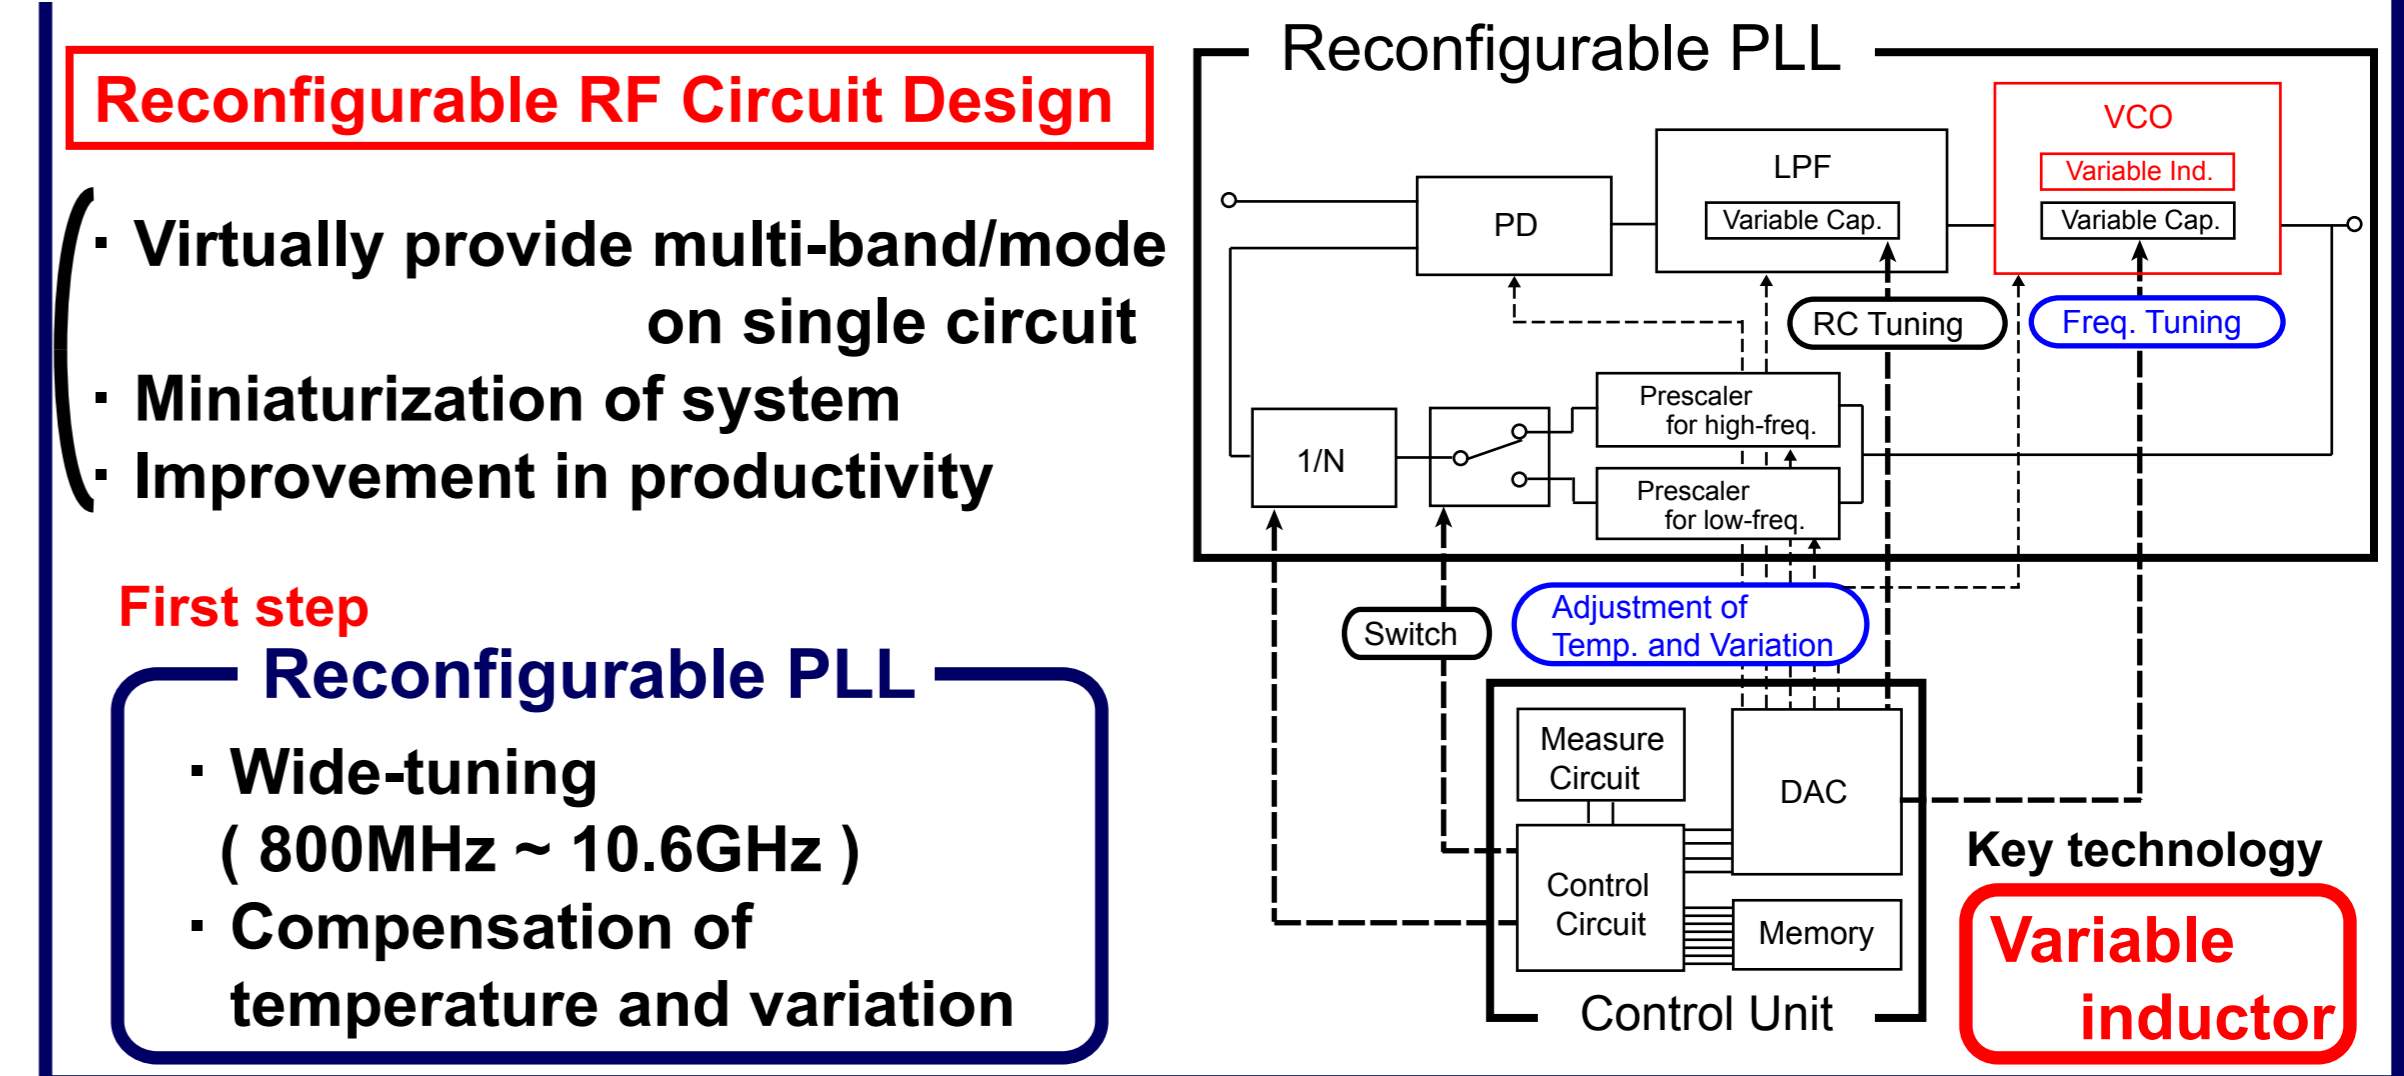 Reconfigurable RF Circuit Design
· Virtually provide multi-band/mode
on single circuit
· Miniaturization of system
· Improvement in productivity
First step
Reconfigurable PLL
· Wide-tuning
( 800MHz ~ 10.6GHz )
· Compensation of
temperature and variation
Reconfigurable PLL
VCO
Variable Ind.
Variable Cap.
LPF
Variable Cap.
PD
RC Tuning
Freq. Tuning
Prescaler
for high-freq.
1/N
Prescaler
for low-freq.
Switch
Adjustment of
Temp. and Variation
Measure
Circuit
DAC
Control
Circuit
Memory
Control Unit
Key technology
Variable
inductor